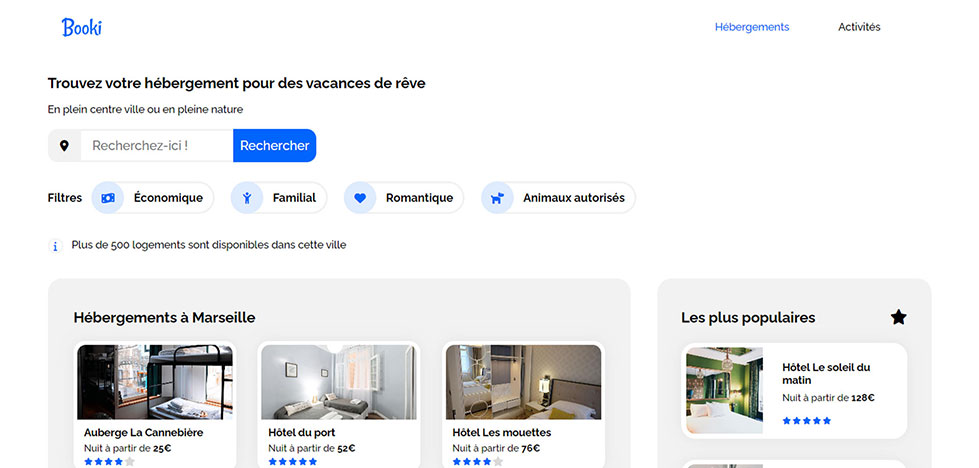 Booki
Hébergements
Activités
Trouvez votre hébergement pour des vacances de rêve
En plein centre ville ou en pleine nature
Recherchez-ici !
Rechercher
Filtres
Économique
Familial
Romantique
Animaux autorisés
i Plus de 500 logements sont disponibles dans cette ville
Hébergements à Marseille
Auberge La Cannebière
Nuit à partir de 25€
Hôtel du port
Nuit à partir de 52€
Hôtel Les mouettes
Nuit à partir de 76€
Les plus populaires
Hôtel Le soleil du
matin
Nuit à partir de 128€